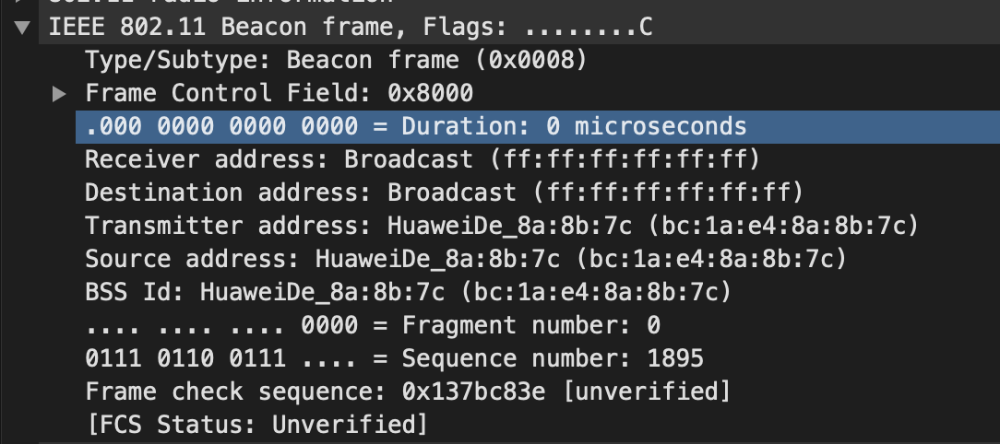 802.11 radio information
IEEE 802.11 Beacon frame, Flags: ........C
Type/Subtype: Beacon frame (0x0008)
Frame Control Field: 0x8000
.000 0000 0000 0000 = Duration: 0 microseconds
Receiver address: Broadcast (ff:ff:ff:ff:ff:ff)
Destination address: Broadcast (ff:ff:ff:ff:ff:ff)
Transmitter address: HuaweiDe_8a:8b:7c (bc:1a:e4:8a:8b:7c)
Source address: HuaweiDe_8a:8b:7c (bc:1a:e4:8a:8b:7c)
BSS Id: HuaweiDe_8a:8b:7c (bc:1a:e4:8a:8b:7c)
.... .... .... 0000 = Fragment number: 0
0111 0110 0111 .... = Sequence number: 1895
Frame check sequence: 0x137bc83e [unverified]
[FCS Status: Unverified]